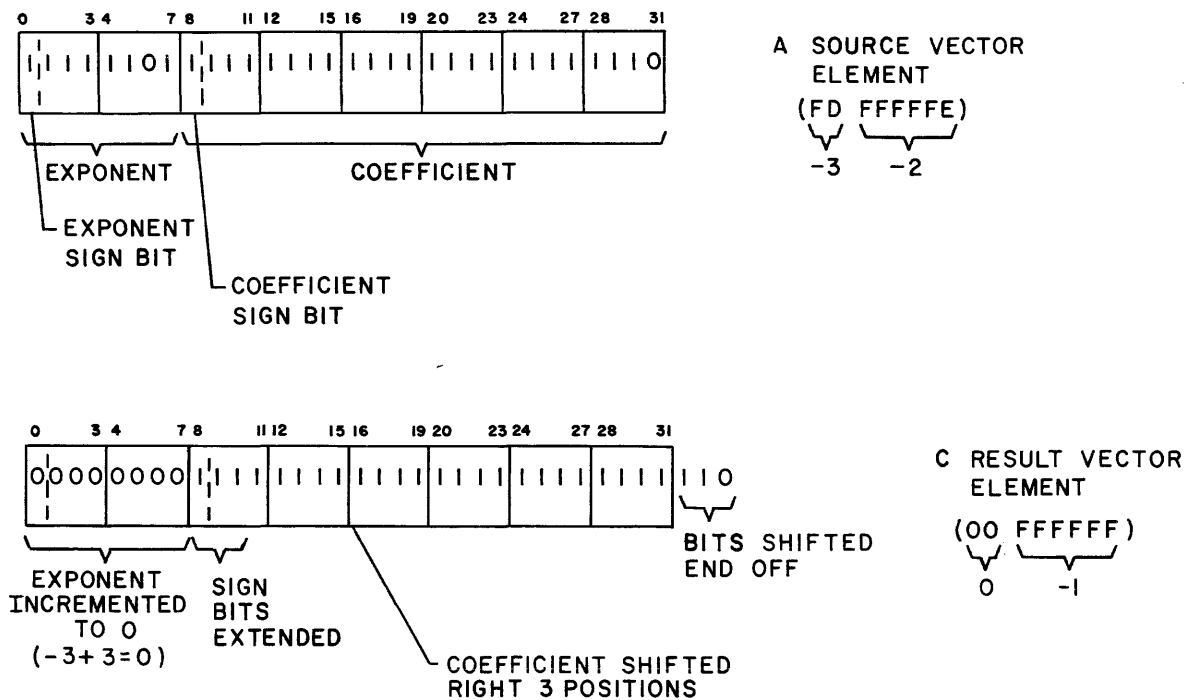 0 3 4 7 8 11 12 15 16 19 20 23 24 27 28 31
1 1 1 1 1 1 0 1 1 1 1 1 1 1 1 1 1 1 1 1 1 1 1 1 1 1 1 1 1 1 1 0
EXPONENT COEFFICIENT
EXPONENT
SIGN BIT
COEFFICIENT
SIGN BIT
A SOURCE VECTOR
ELEMENT
(FD FFFFFE)
-3 -2
0 3 4 7 8 11 12 15 16 19 20 23 24 27 28 31
0 0 0 0 0 0 0 0 1 1 1 1 1 1 1 1 1 1 1 1 1 1 1 1 1 1 1 1 1 1 1 1 1 1 0
EXPONENT
INCREMENTED
TO 0
(-3+3=0)
SIGN
BITS
EXTENDED
COEFFICIENT SHIFTED
RIGHT 3 POSITIONS
BITS SHIFTED
END OFF
C RESULT VECTOR
ELEMENT
(00 FFFFFF)
0 -1